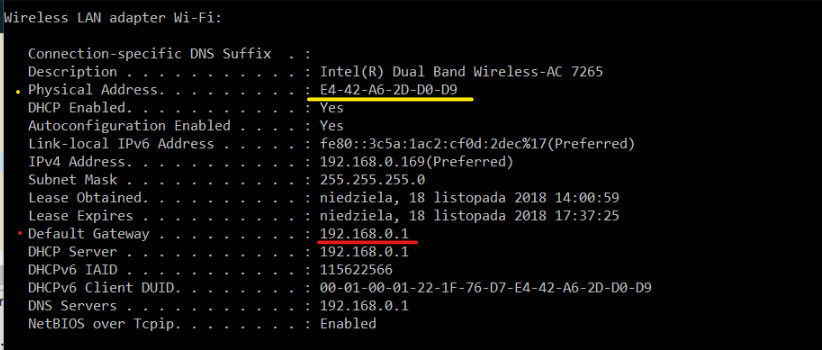 Wireless LAN adapter Wi-Fi:
Connection-specific DNS Suffix  . :
Description . . . . . . . . . . . : Intel(R) Dual Band Wireless-AC 7265
Physical Address. . . . . . . . . : E4-42-A6-2D-D0-D9
DHCP Enabled. . . . . . . . . . . : Yes
Autoconfiguration Enabled . . . . : Yes
Link-local IPv6 Address . . . . . : fe80::3c5a:1ac2:cf0d:2dec%17(Preferred)
IPv4 Address. . . . . . . . . . . : 192.168.0.169(Preferred)
Subnet Mask . . . . . . . . . . . : 255.255.255.0
Lease Obtained. . . . . . . . . . : niedziela, 18 listopada 2018 14:00:59
Lease Expires . . . . . . . . . . : niedziela, 18 listopada 2018 17:37:25
Default Gateway . . . . . . . . . : 192.168.0.1
DHCP Server . . . . . . . . . . . : 192.168.0.1
DHCPv6 IAID . . . . . . . . . . . : 115622566
DHCPv6 Client DUID. . . . . . . . : 00-01-00-01-22-1F-76-D7-E4-42-A6-2D-D0-D9
DNS Servers . . . . . . . . . . . : 192.168.0.1
NetBIOS over Tcpip. . . . . . . . : Enabled